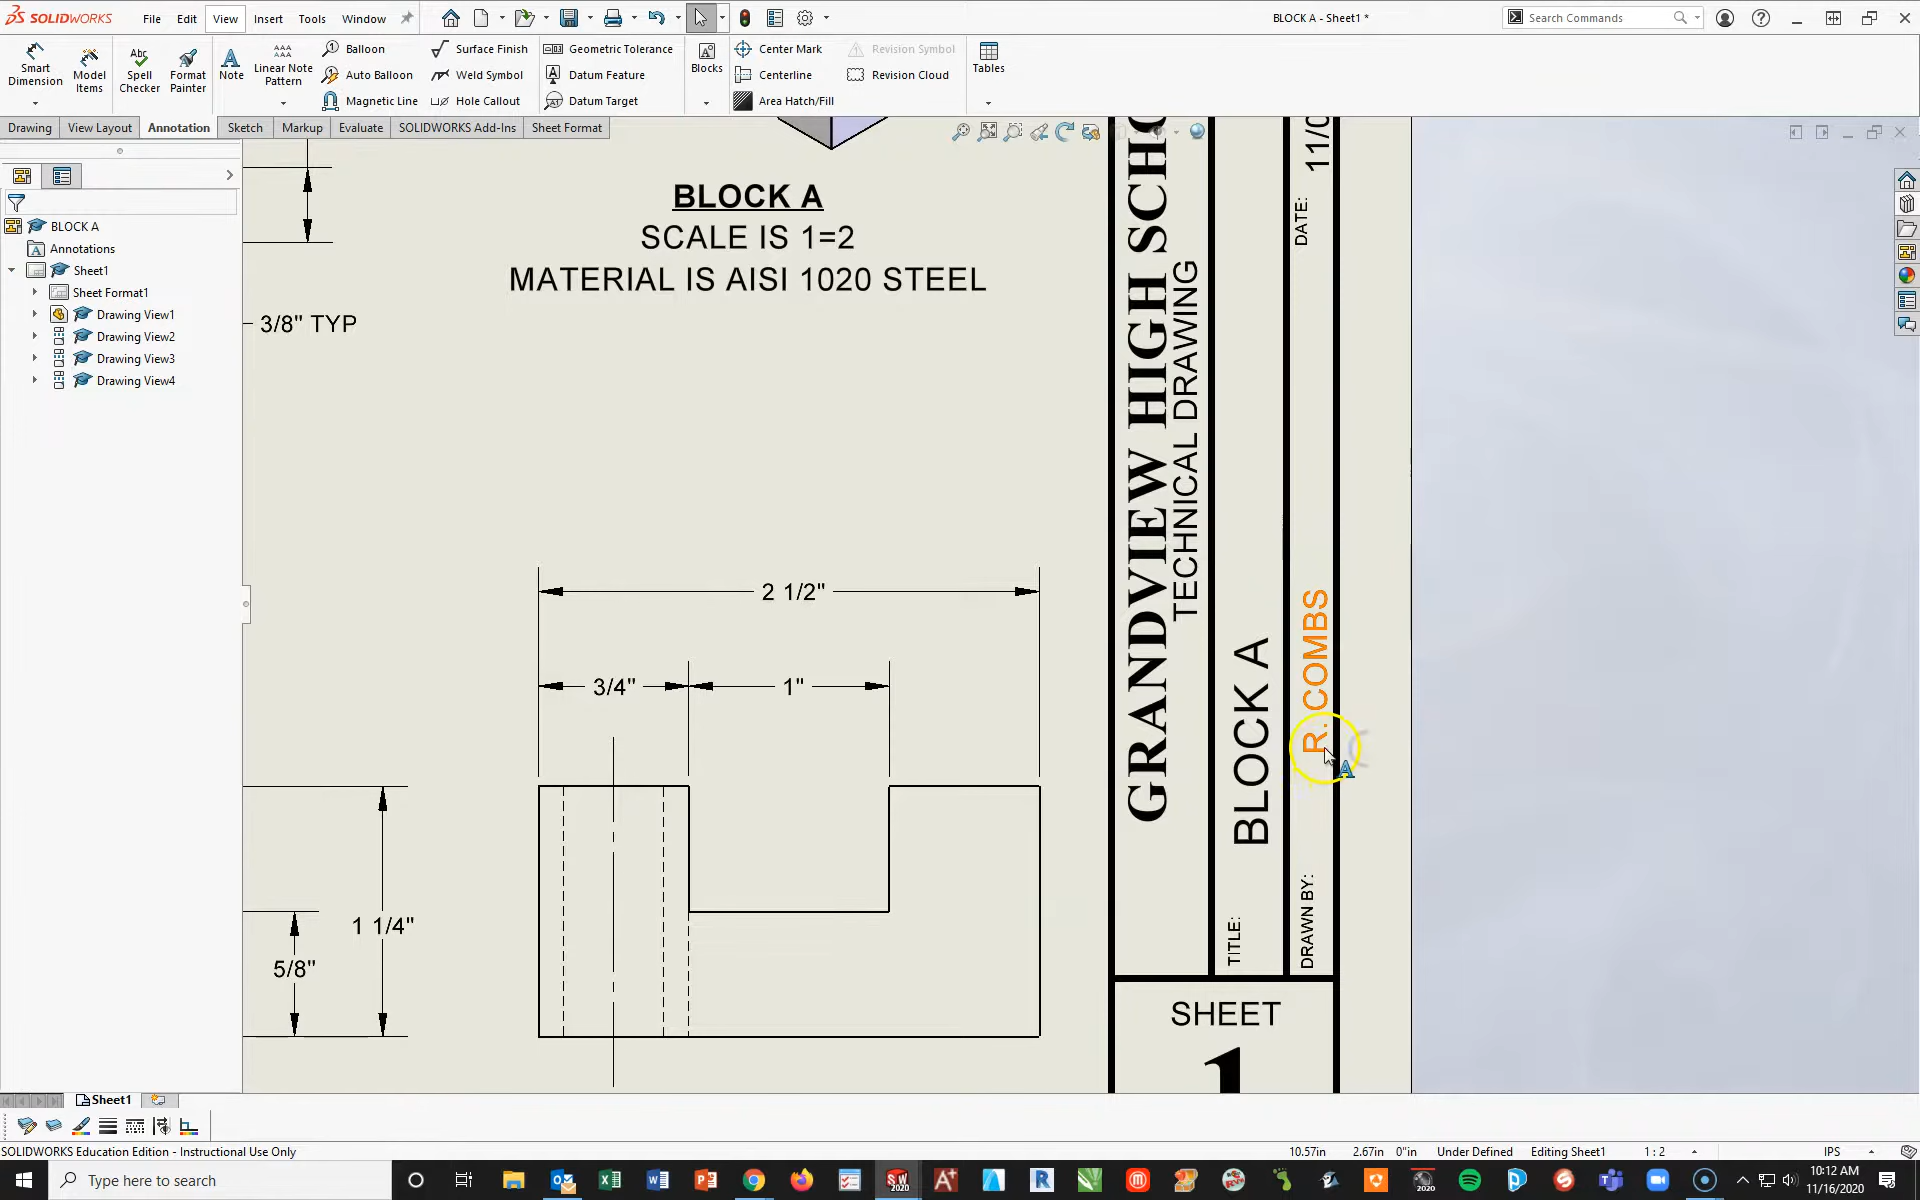 SOLIDWORKS File Edit View Insert Tools Window
BLOCK A - Sheet1 *
Search Commands
Smart Dimension
Model Items
Abc
Spell Checker
Format Painter
A
Note
AAA
AAA
Linear Note Pattern
Balloon
Auto Balloon
Magnetic Line
Surface Finish
Weld Symbol
Hole Callout
Geometric Tolerance
Datum Feature
Datum Target
Blocks
Center Mark
Centerline
Area Hatch/Fill
Revision Symbol
Revision Cloud
Tables
Drawing View Layout Annotation Sketch Markup Evaluate SOLIDWORKS Add-Ins Sheet Format
BLOCK A
Annotations
Sheet1
Sheet Format1
Drawing View1
Drawing View2
Drawing View3
Drawing View4
BLOCK A
SCALE IS 1=2
MATERIAL IS AISI 1020 STEEL
3/8" TYP
2 1/2"
3/4"
1"
1 1/4"
5/8"
GRANDVIEW HIGH SCHO
TECHNICAL DRAWING
TITLE:
BLOCK A
DRAWN BY:
R. COMBS
DATE:
11/0
SHEET
1
Sheet1
SOLIDWORKS Education Edition - Instructional Use Only
10.57in 2.67in 0"in Under Defined Editing Sheet1 1 : 2 IPS
Type here to search
10:12 AM
11/16/2020